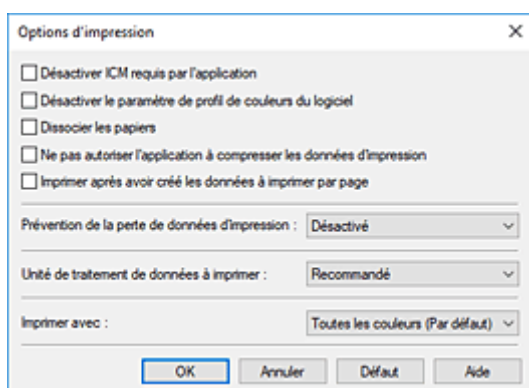 Options d'impression
Désactiver ICM requis par l'application
Désactiver le paramètre de profil de couleurs du logiciel
Dissocier les papiers
Ne pas autoriser l'application à compresser les données d'impression
Imprimer après avoir créé les données à imprimer par page
Prévention de la perte de données d'impression : Désactivé
Unité de traitement de données à imprimer : Recommandé
Imprimer avec : Toutes les couleurs (Par défaut)
OK Annuler Défaut Aide